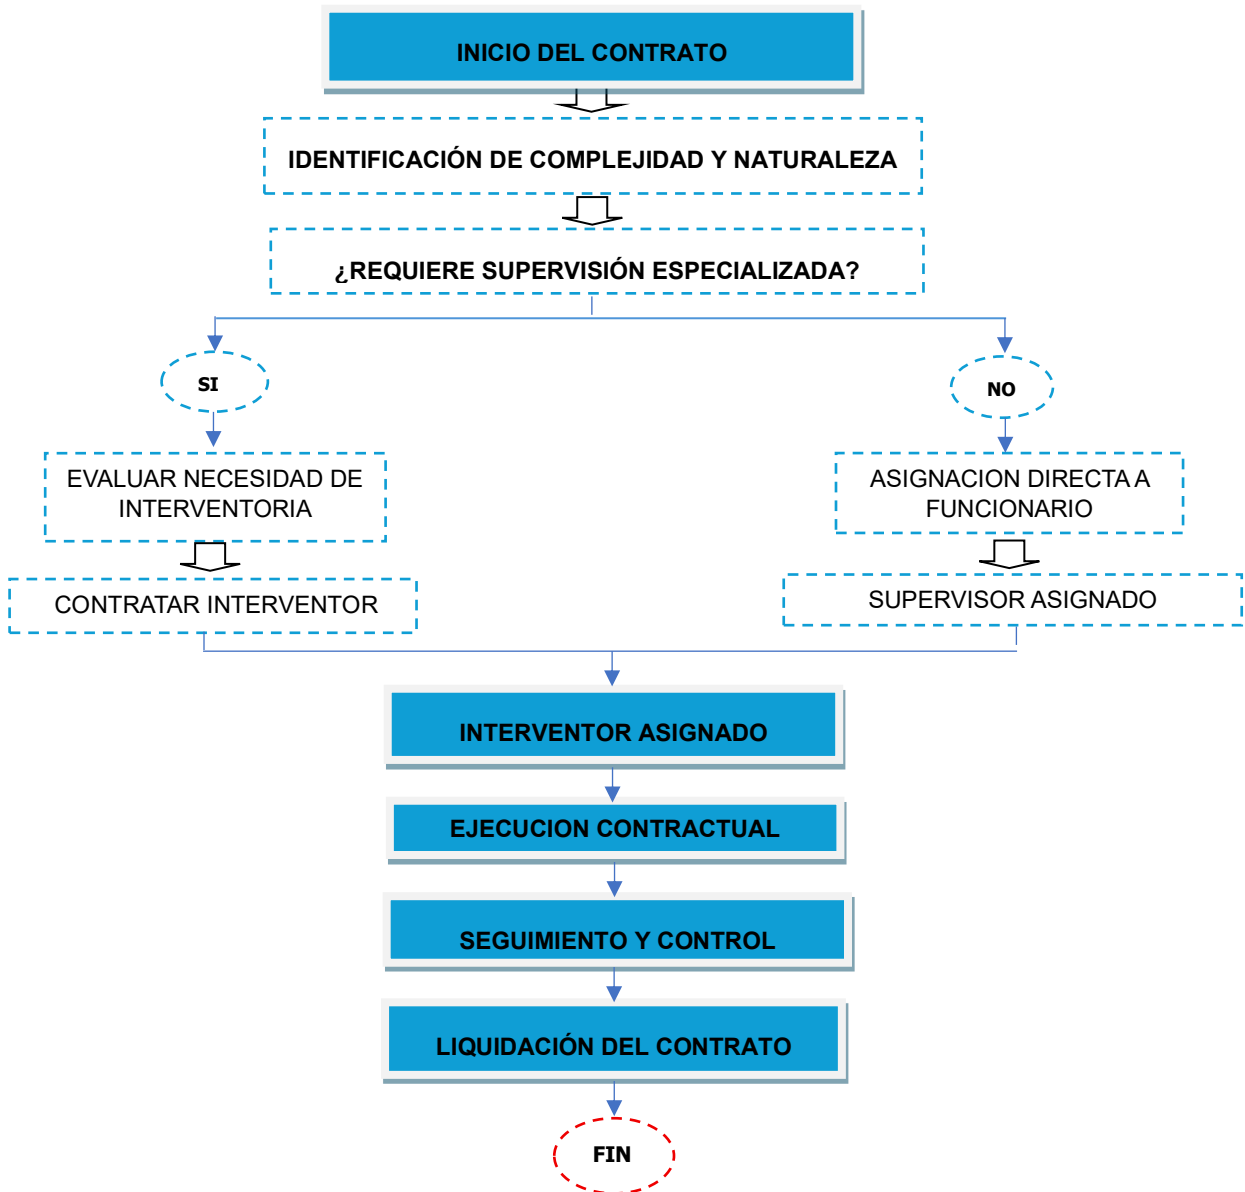 INICIO DEL CONTRATO
IDENTIFICACIÓN DE COMPLEJIDAD Y NATURALEZA
¿REQUIERE SUPERVISIÓN ESPECIALIZADA?
SI
NO
EVALUAR NECESIDAD DE
INTERVENTORIA
ASIGNACION DIRECTA A
FUNCIONARIO
CONTRATAR INTERVENTOR
SUPERVISOR ASIGNADO
INTERVENTOR ASIGNADO
EJECUCION CONTRACTUAL
SEGUIMIENTO Y CONTROL
LIQUIDACIÓN DEL CONTRATO
FIN